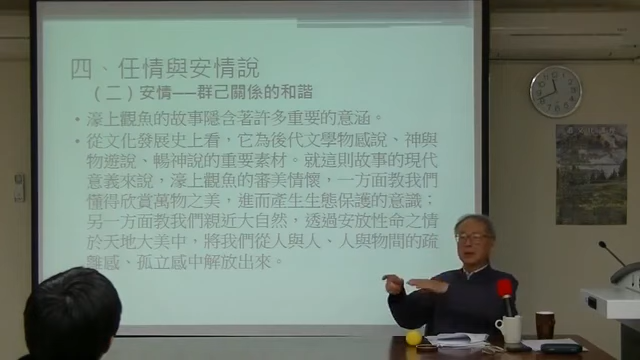 四、任情與安情說
（二）安情──群己關係的和諧
• 濠上觀魚的故事隱含著許多重要的意涵。
• 從文化發展史上看，它為後代文學物感說、神與
物遊說、暢神說的重要素材。就這則故事的現代
意義來說，濠上觀魚的審美情懷，一方面教我們
懂得欣賞萬物之美，進而產生生態保護的意識；
另一方面教我們親近大自然，透過安放性命之情
於天地大美中，將我們從人與人、人與物間的疏
離感、孤立感中解放出來。